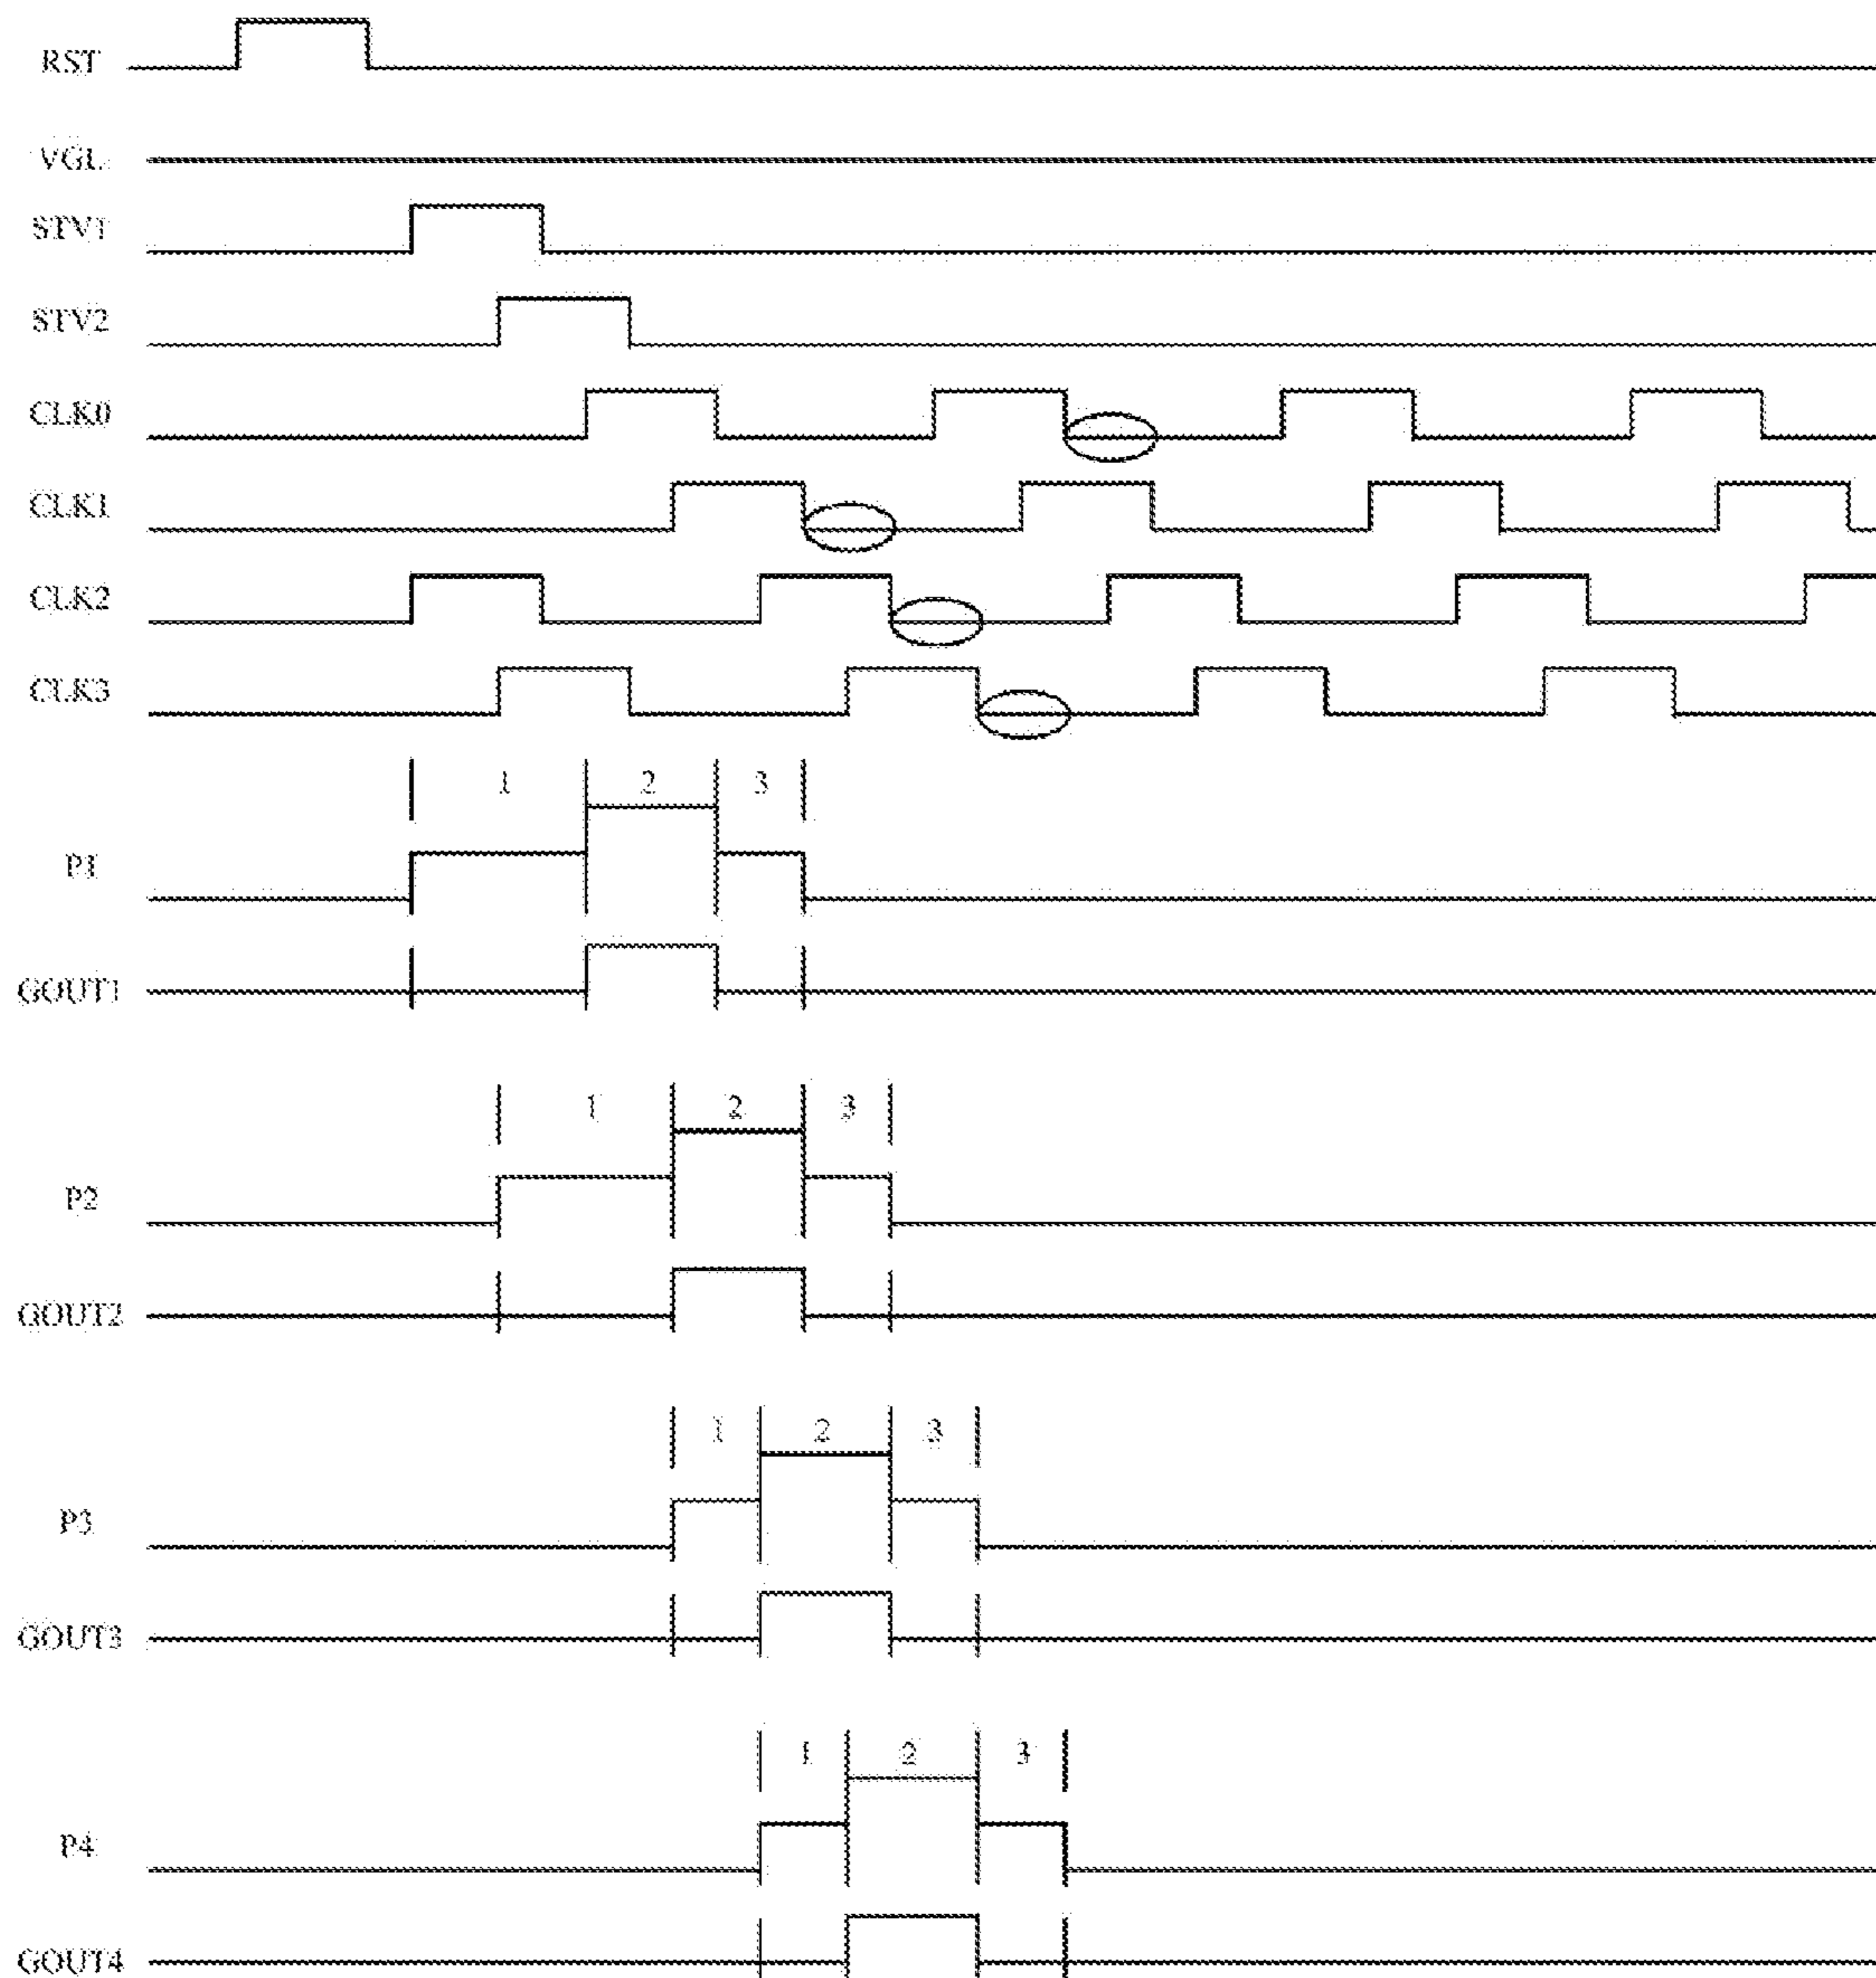 RST
VGL
STV1
STV2
CLK0
CLK1
CLK2
CLK3
1 2 3
P1
GOUT1
1 2 3
P2
GOUT2
1 2 3
P3
GOUT3
1 2 3
P4
GOUT4